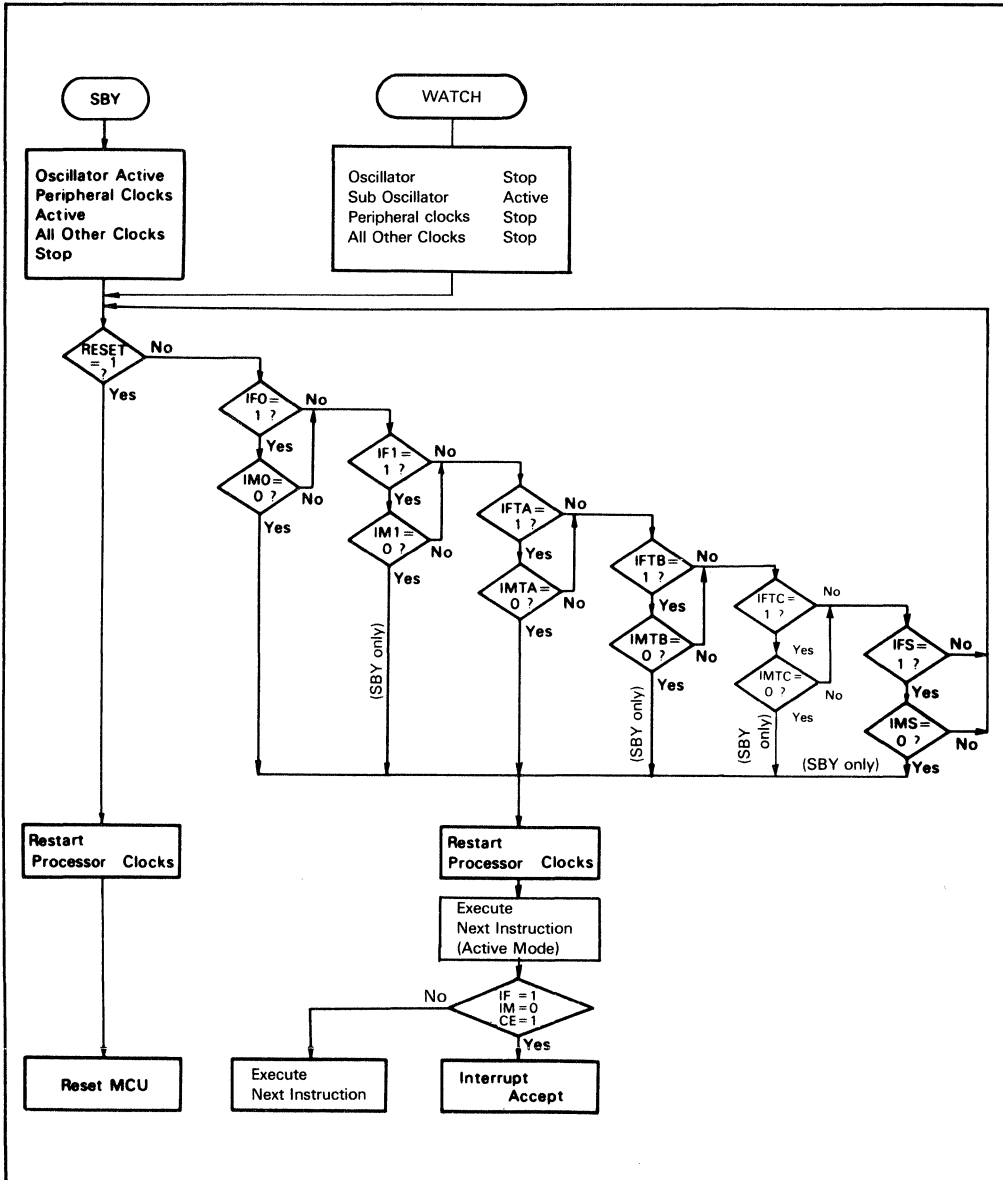 SBY
WATCH
Oscillator Active
Peripheral Clocks
Active
All Other Clocks
Stop
Oscillator Stop
Sub Oscillator Active
Peripheral clocks Stop
All Other Clocks Stop
RESET
= 1
?
No
Yes
IF0=
1 ?
No
Yes
IM0=
0 ?
No
Yes
IF1=
1 ?
No
Yes
IM1=
0 ?
No
Yes
(SBY only)
IFTA=
1 ?
No
Yes
IMTA=
0 ?
No
Yes
IFTB=
1 ?
No
Yes
IMTB=
0 ?
No
Yes
(SBY only)
IFTC=
1 ?
No
Yes
IMTC=
0 ?
No
Yes
(SBY
only)
IFS=
1 ?
No
Yes
IMS=
0 ?
No
Yes
(SBY only)
Restart
Processor Clocks
Restart
Processor Clocks
Execute
Next Instruction
(Active Mode)
IF =1
IM=0
CE=1
No
Yes
Reset MCU
Execute
Next Instruction
Interrupt
Accept